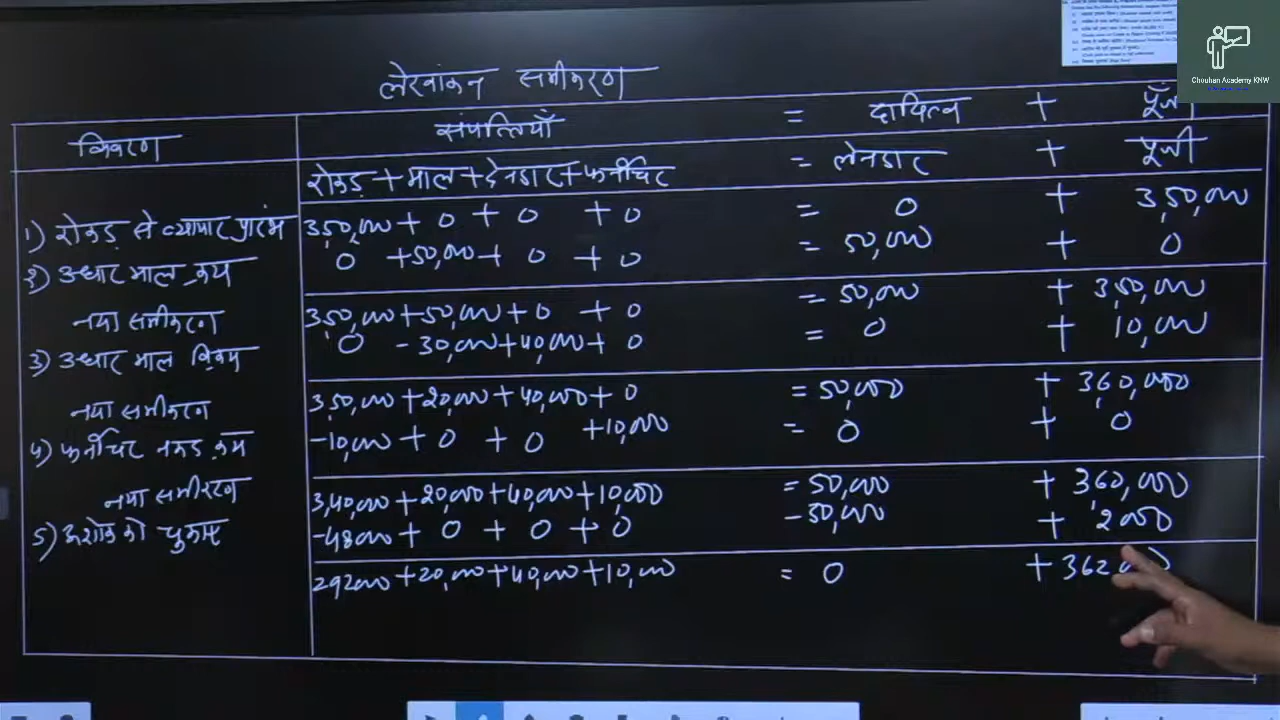 Chouhan Academy KNW
लेखांकन समीकरण
विवरण संपत्तियाँ = दायित्व + पूँजी
रोकड़ + माल + देनदार + फर्नीचर = लेनदार + पूंजी
1) रोकड़ से व्यापार प्रारंभ 3,50,000 + 0 + 0 + 0 = 0 + 3,50,000
2) उधार माल क्रय 0 + 50,000 + 0 + 0 = 50,000 + 0
नया समीकरण 3,50,000 + 50,000 + 0 + 0 = 50,000 + 3,50,000
3) उधार माल विक्रय 0 - 30,000 + 40,000 + 0 = 0 + 10,000
नया समीकरण 3,50,000 + 20,000 + 40,000 + 0 = 50,000 + 3,60,000
4) फर्नीचर नकद क्रय -10,000 + 0 + 0 + 10,000 = 0 + 0
नया समीकरण 3,40,000 + 20,000 + 40,000 + 10,000 = 50,000 + 360,000
5) अशोक को चुकाए -48000 + 0 + 0 + 0 - 50,000 + 2000
292000 + 20,000 + 40,000 + 10,000 = 0 + 362000